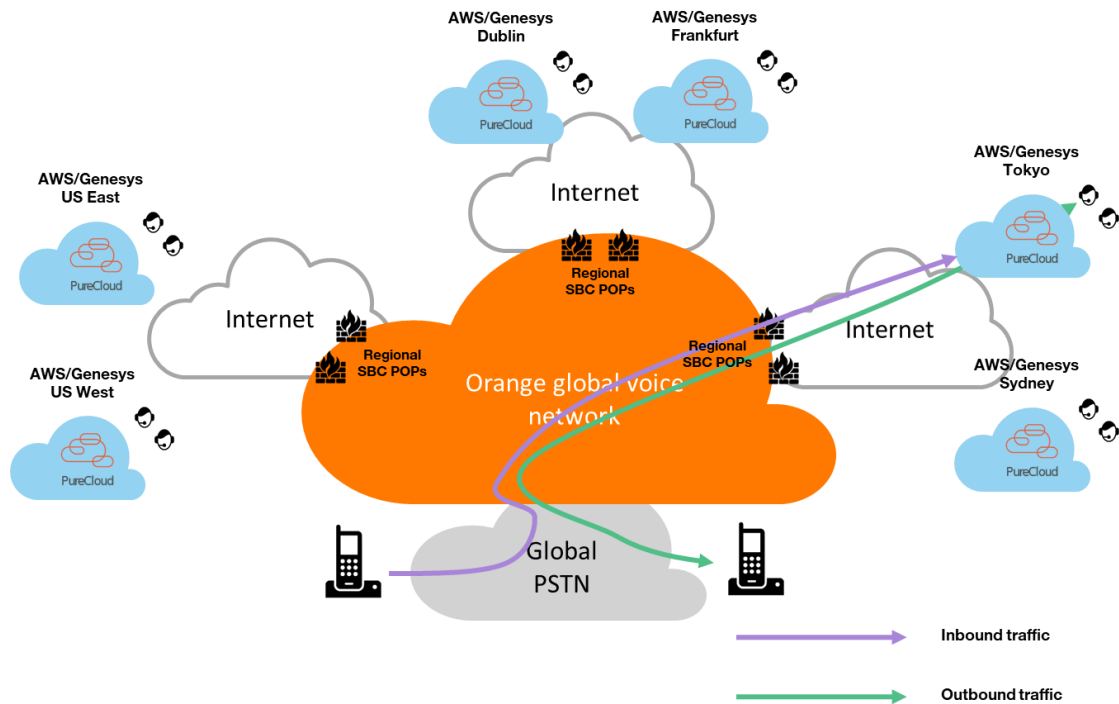 AWS/Genesys
Dublin
AWS/Genesys
Frankfurt
PureCloud
PureCloud
AWS/Genesys
US East
Internet
AWS/Genesys
Tokyo
PureCloud
PureCloud
Regional
SBC POPs
Internet
Internet
Regional
SBC POPs
Regional
SBC POPs
AWS/Genesys
US West
Orange global voice
network
AWS/Genesys
Sydney
PureCloud
PureCloud
Global
PSTN
Inbound traffic
Outbound traffic